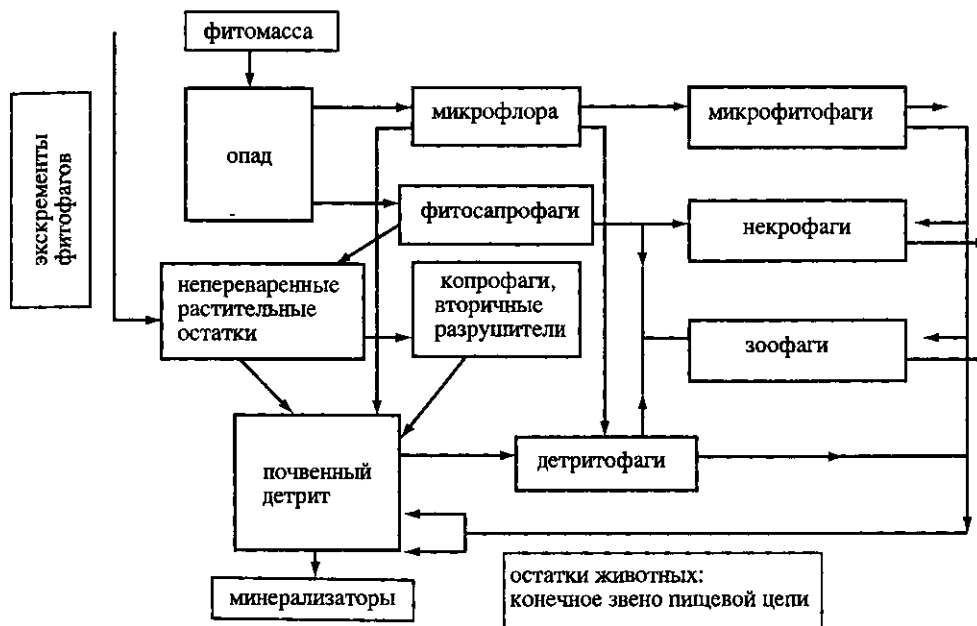 фитомасса
экскременты
фитофагов
опад
микрофлора
микрофитофаги
фитосапрофаги
некрофаги
непереваренные
растительные
остатки
копрофаги,
вторичные
разрушители
зоофаги
почвенный
детрит
детритофаги
минерализаторы
остатки животных:
конечное звено пищевой цепи